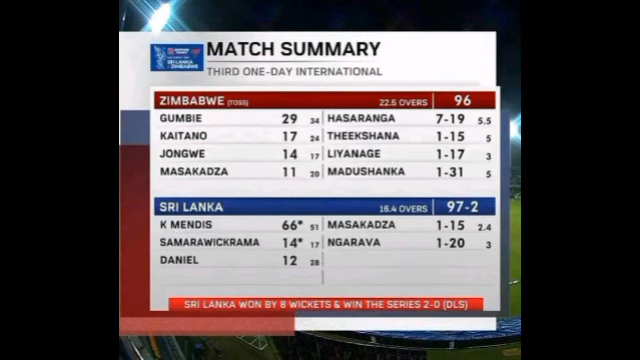 MATCH SUMMARY
SRI LANKA
ZIMBABWE
THIRD ONE-DAY INTERNATIONAL
ZIMBABWE (TOSS) 22.5 OVERS 96
GUMBIE 29 34 HASARANGA 7-19 5.5
KAITANO 17 24 THEEKSHANA 1-15 5
JONGWE 14 17 LIYANAGE 1-17 3
MASAKADZA 11 20 MADUSHANKA 1-31 5
SRI LANKA 16.4 OVERS 97-2
K MENDIS 66* 51 MASAKADZA 1-15 2.4
SAMARAWICKRAMA 14* 17 NGARAVA 1-20 3
DANIEL 12 28
SRI LANKA WON BY 8 WICKETS & WIN THE SERIES 2-0 (DLS)